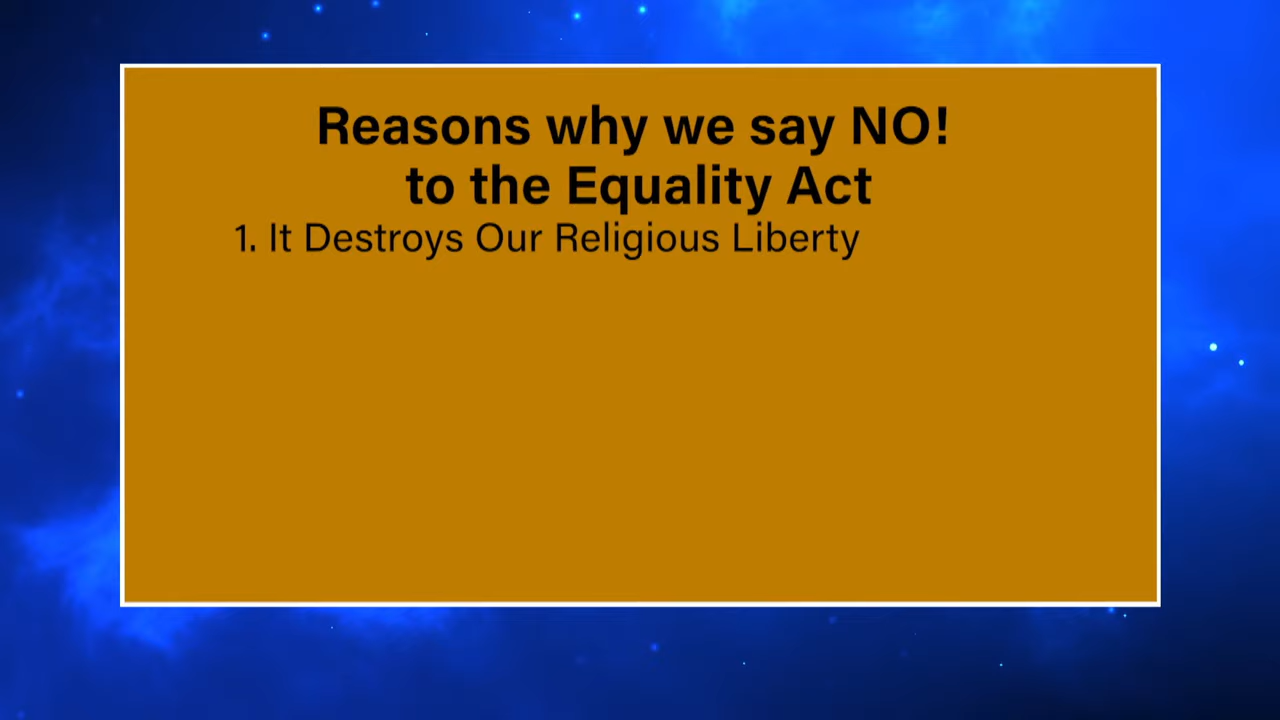 Reasons why we say NO!
to the Equality Act
1. It Destroys Our Religious Liberty